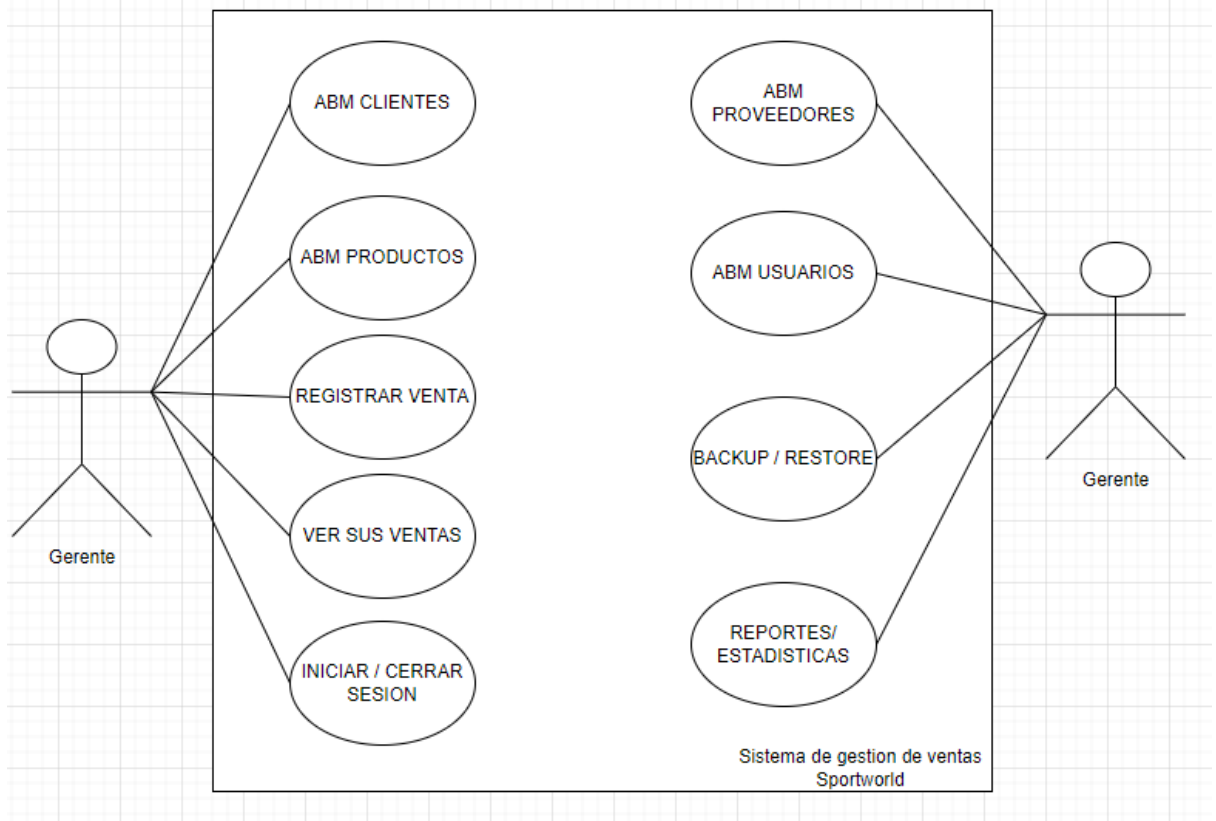 ABM CLIENTES
ABM PRODUCTOS
REGISTRAR VENTA
VER SUS VENTAS
INICIAR / CERRAR
SESION
Gerente
ABM
PROVEEDORES
ABM USUARIOS
BACKUP / RESTORE
REPORTES/
ESTADISTICAS
Gerente
Sistema de gestion de ventas
Sportworld